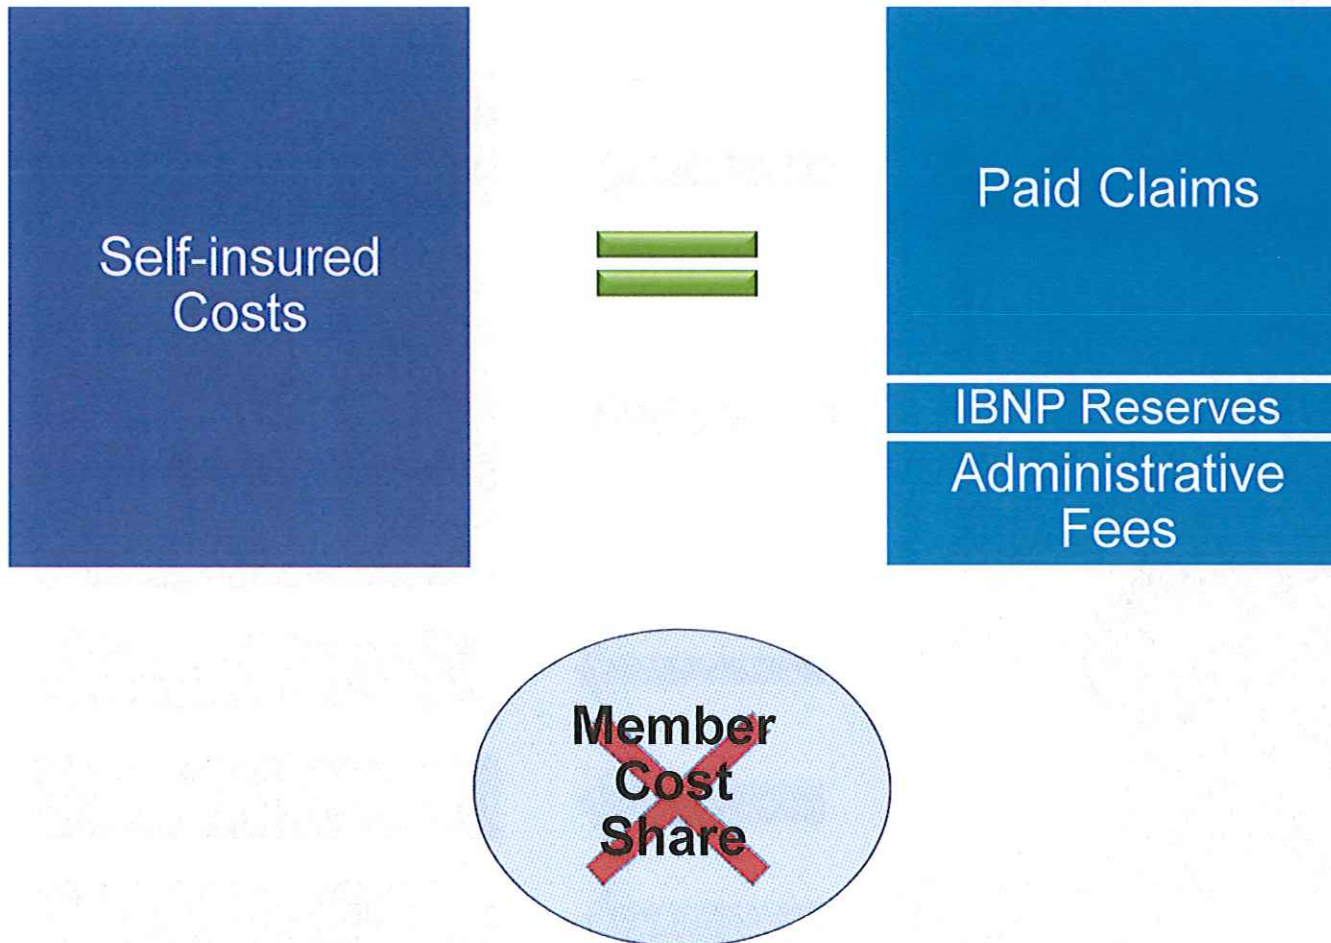 Self-insured
Costs
Paid Claims
IBNP Reserves
Administrative
Fees
Member
Cost
Share